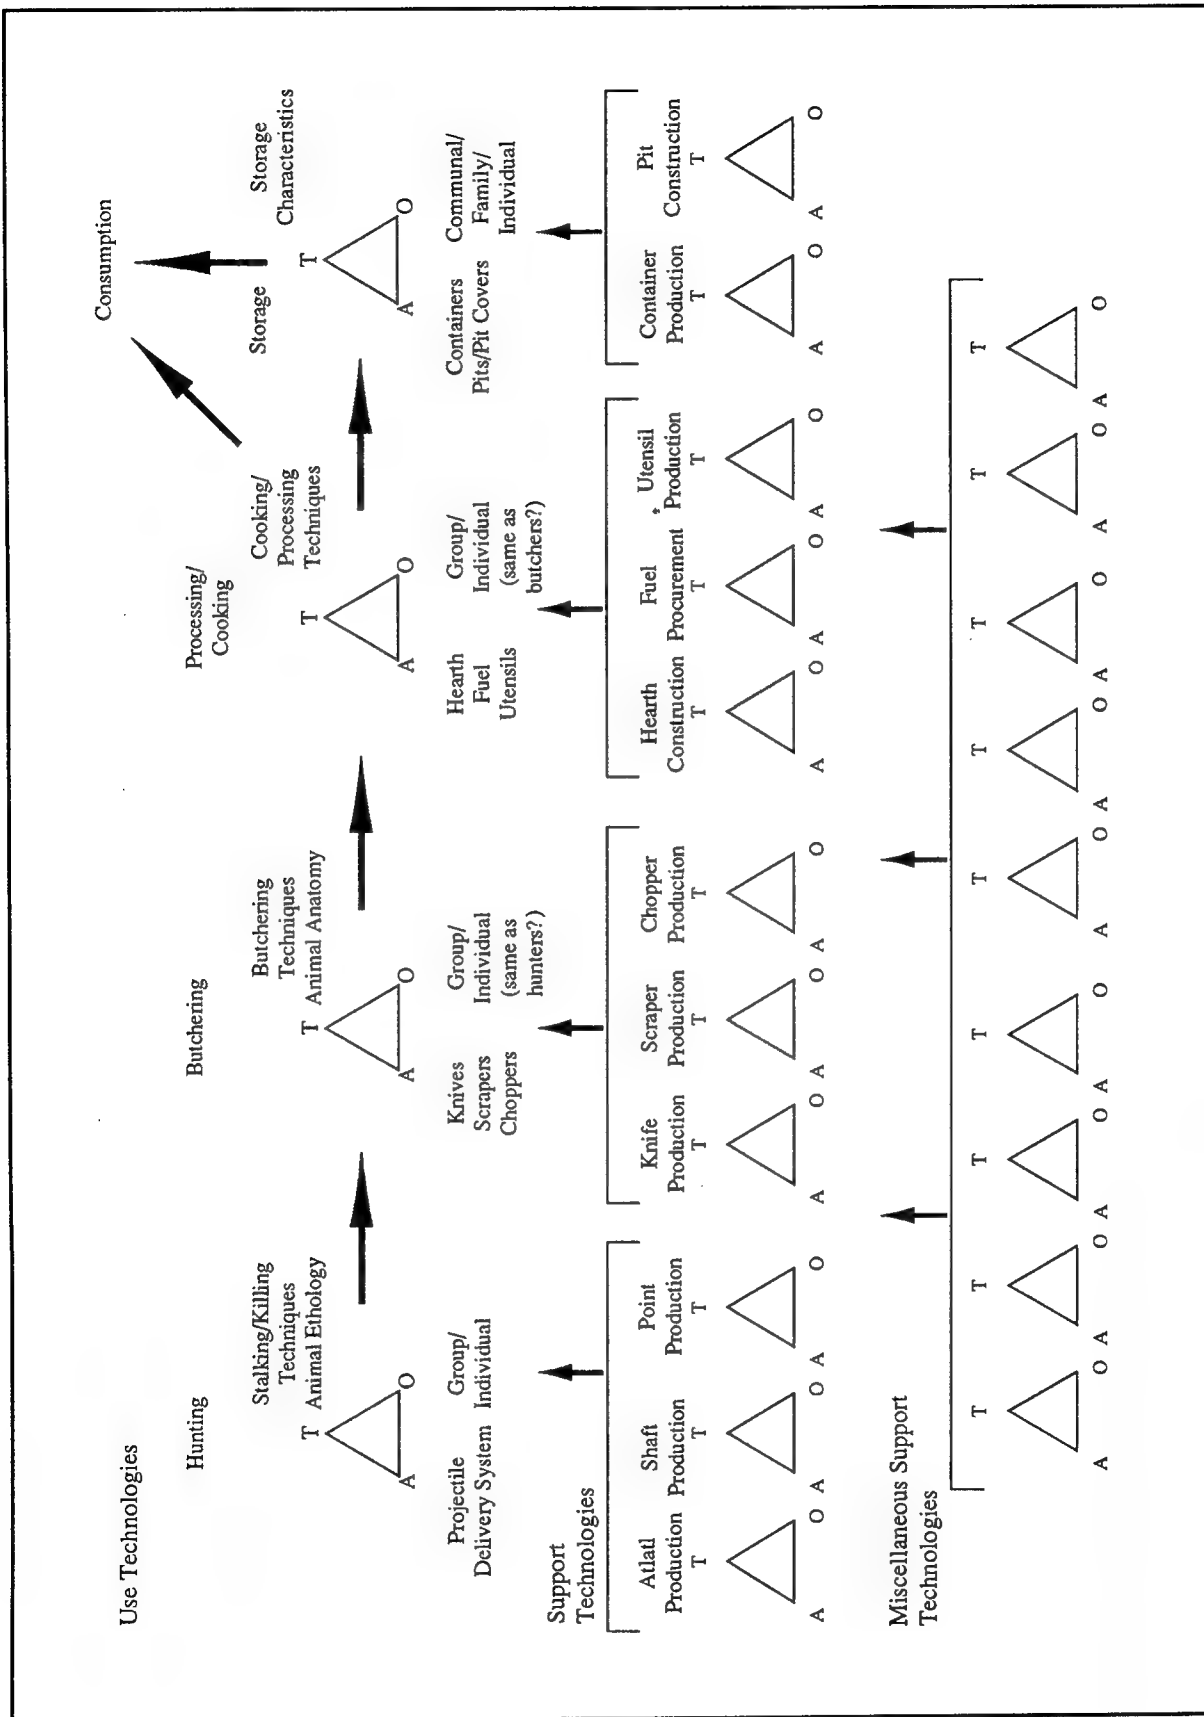 Use Technologies
Consumption
Hunting
Butchering
Processing/
Cooking
Storage
Stalking/Killing
Techniques
T Animal Ethology
A O
Butchering
Techniques
T Animal Anatomy
A O
Cooking/
Processing
Techniques
T
A O
Storage
Characteristics
T
A O
Projectile
Delivery System
Group/
Individual
Knives
Scrapers
Choppers
Group/
Individual
(same as
hunters?)
Hearth
Fuel
Utensils
Group/
Individual
(same as
butchers?)
Containers
Pits/Pit Covers
Communal/
Family/
Individual
Support
Technologies
Atlatl
Production
T
A O
Shaft
Production
T
A O
Point
Production
T
A O
Knife
Production
T
A O
Scraper
Production
T
A O
Chopper
Production
T
A O
Hearth
Construction
T
A O
Fuel
Procurement
T
A O
Utensil
Production
T
A O
Container
Production
T
A O
Pit
Construction
T
A O
Miscellaneous Support
Technologies
T T T T T T T T T
A O A O A O A O A O A O A O A O A O